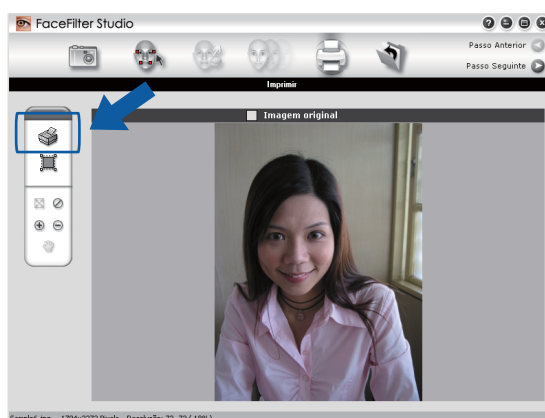 FaceFilter Studio
Passo Anterior
Passo Seguinte
Imprimir
Imagem original